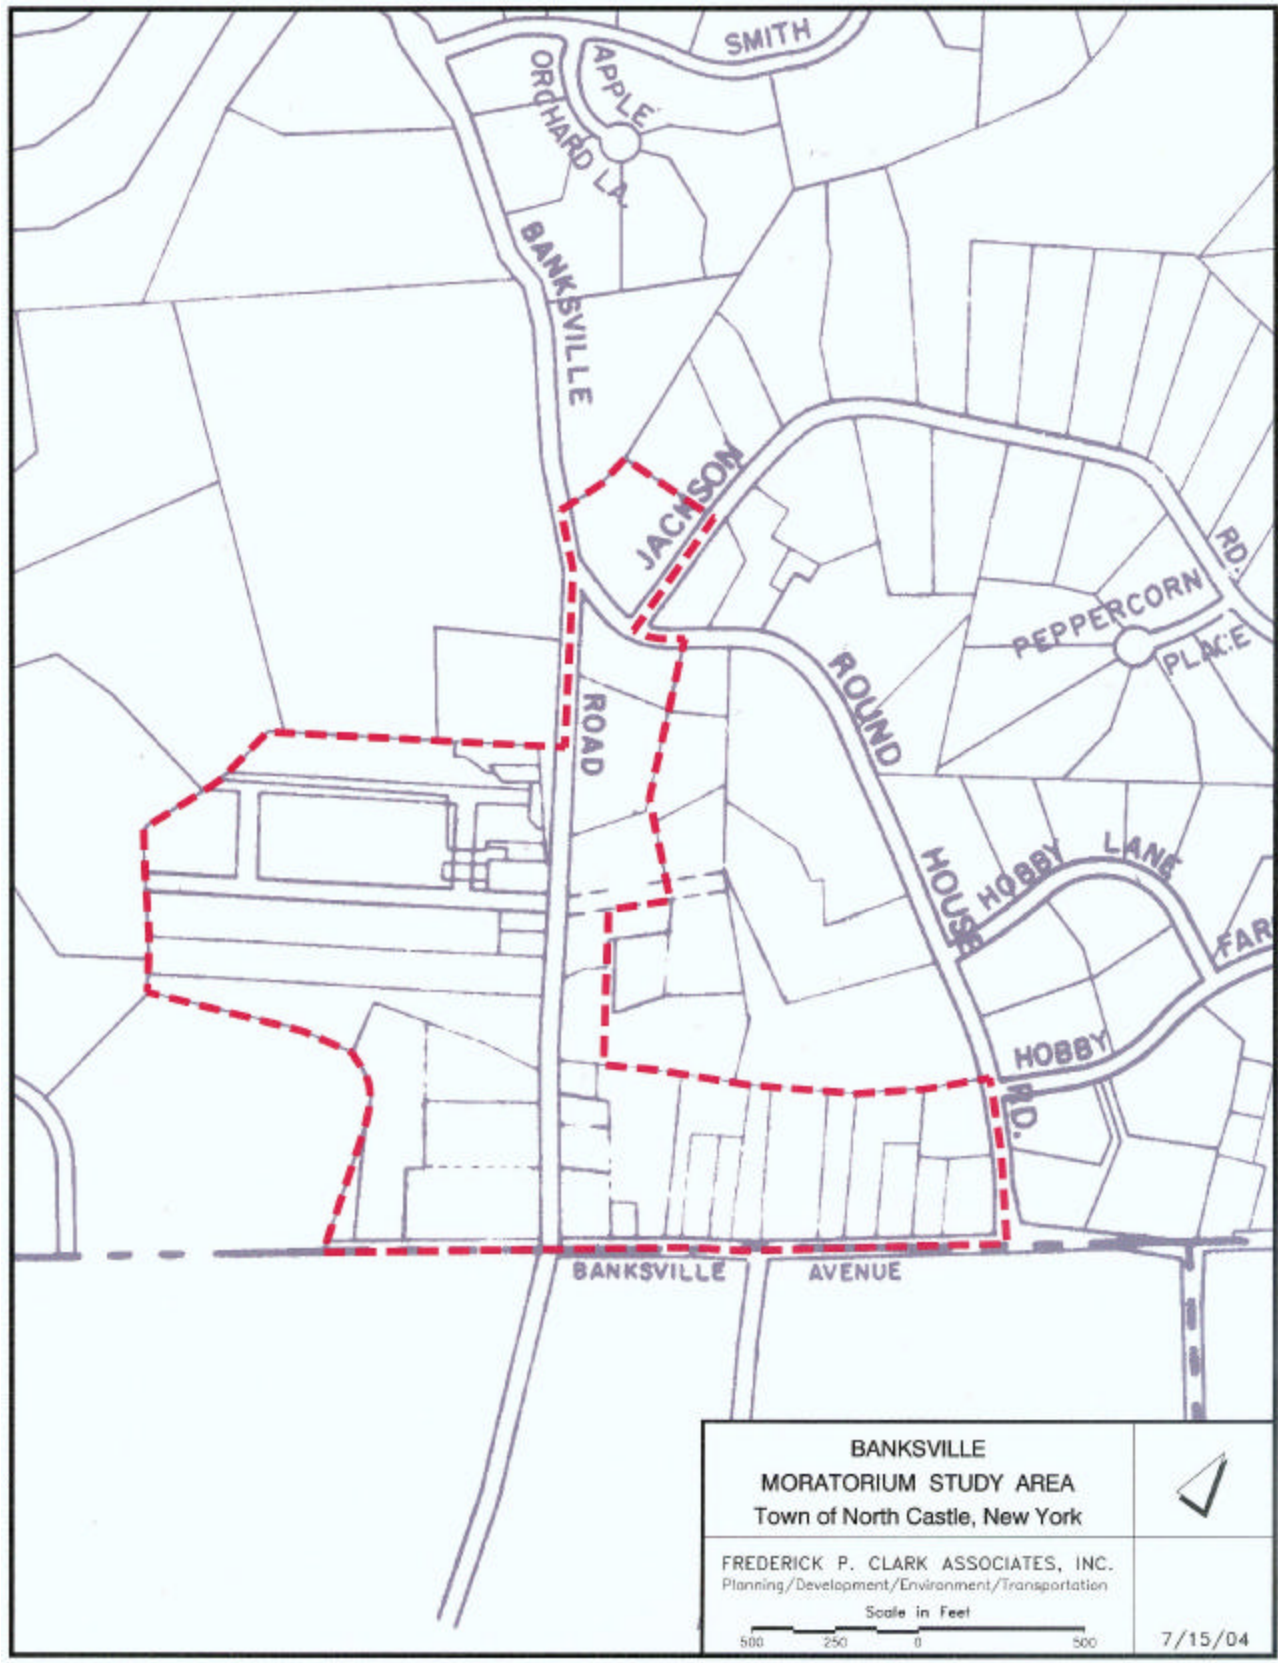 SMITH
APPLE
ORCHARD LA.
BANKSVILLE
JACKSON
RD.
PEPPERCORN
PLACE
ROUND
ROAD
HOUSE
HOBBY LANE
FAR
HOBBY
RD.
BANKSVILLE AVENUE
BANKSVILLE
MORATORIUM STUDY AREA
Town of North Castle, New York
FREDERICK P. CLARK ASSOCIATES, INC.
Planning/Development/Environment/Transportation
Scale in Feet
500 250 0 500
7/15/04